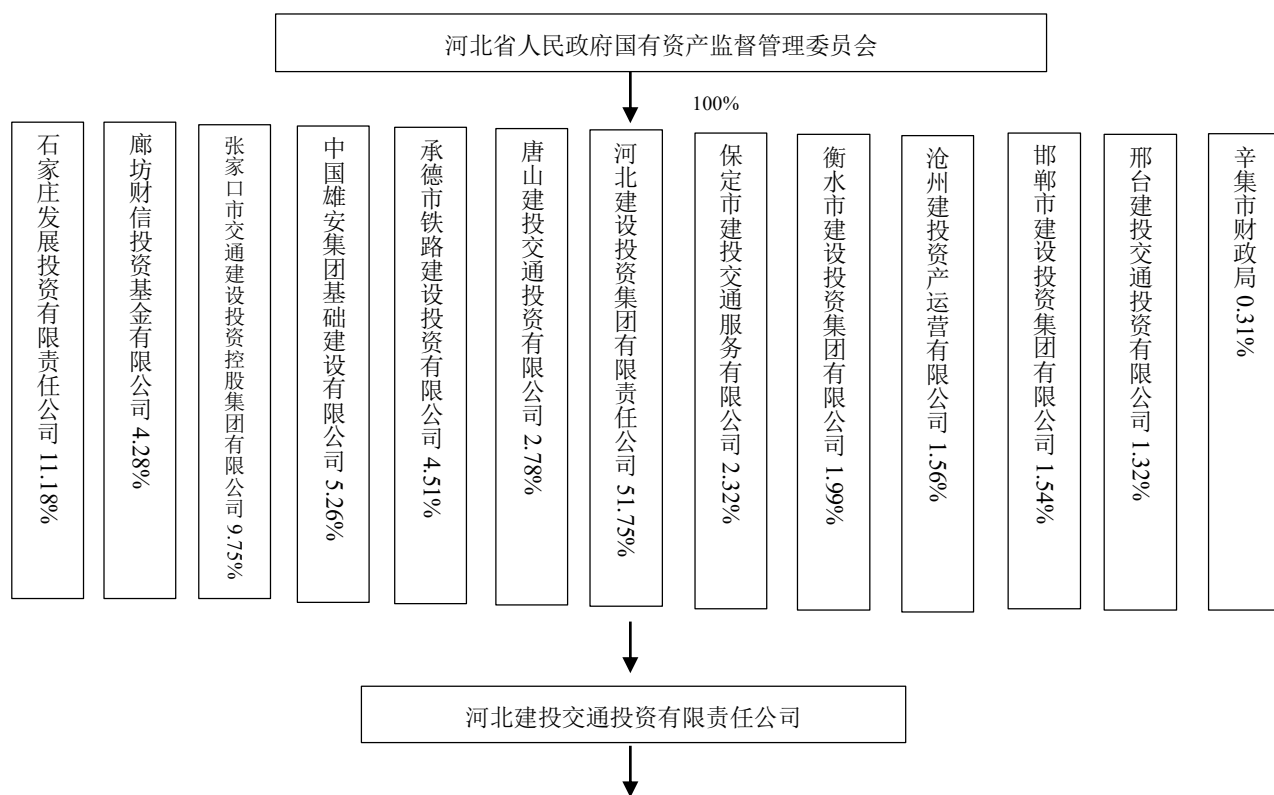 河北省人民政府国有资产监督管理委员会
100%
石家庄发展投资有限责任公司 11.18%
廊坊财信投资基金有限公司 4.28%
张家口市交通建设投资控股集团有限公司 9.75%
中国雄安集团基础建设有限公司 5.26%
承德市铁路建设投资有限公司 4.51%
唐山建投交通投资有限公司 2.78%
河北建设投资集团有限责任公司 51.75%
保定市建投交通服务有限公司 2.32%
衡水市建设投资集团有限公司 1.99%
沧州建投资产运营有限公司 1.56%
邯郸市建设投资集团有限公司 1.54%
邢台建投交通投资有限公司 1.32%
辛集市财政局 0.31%
河北建投交通投资有限责任公司